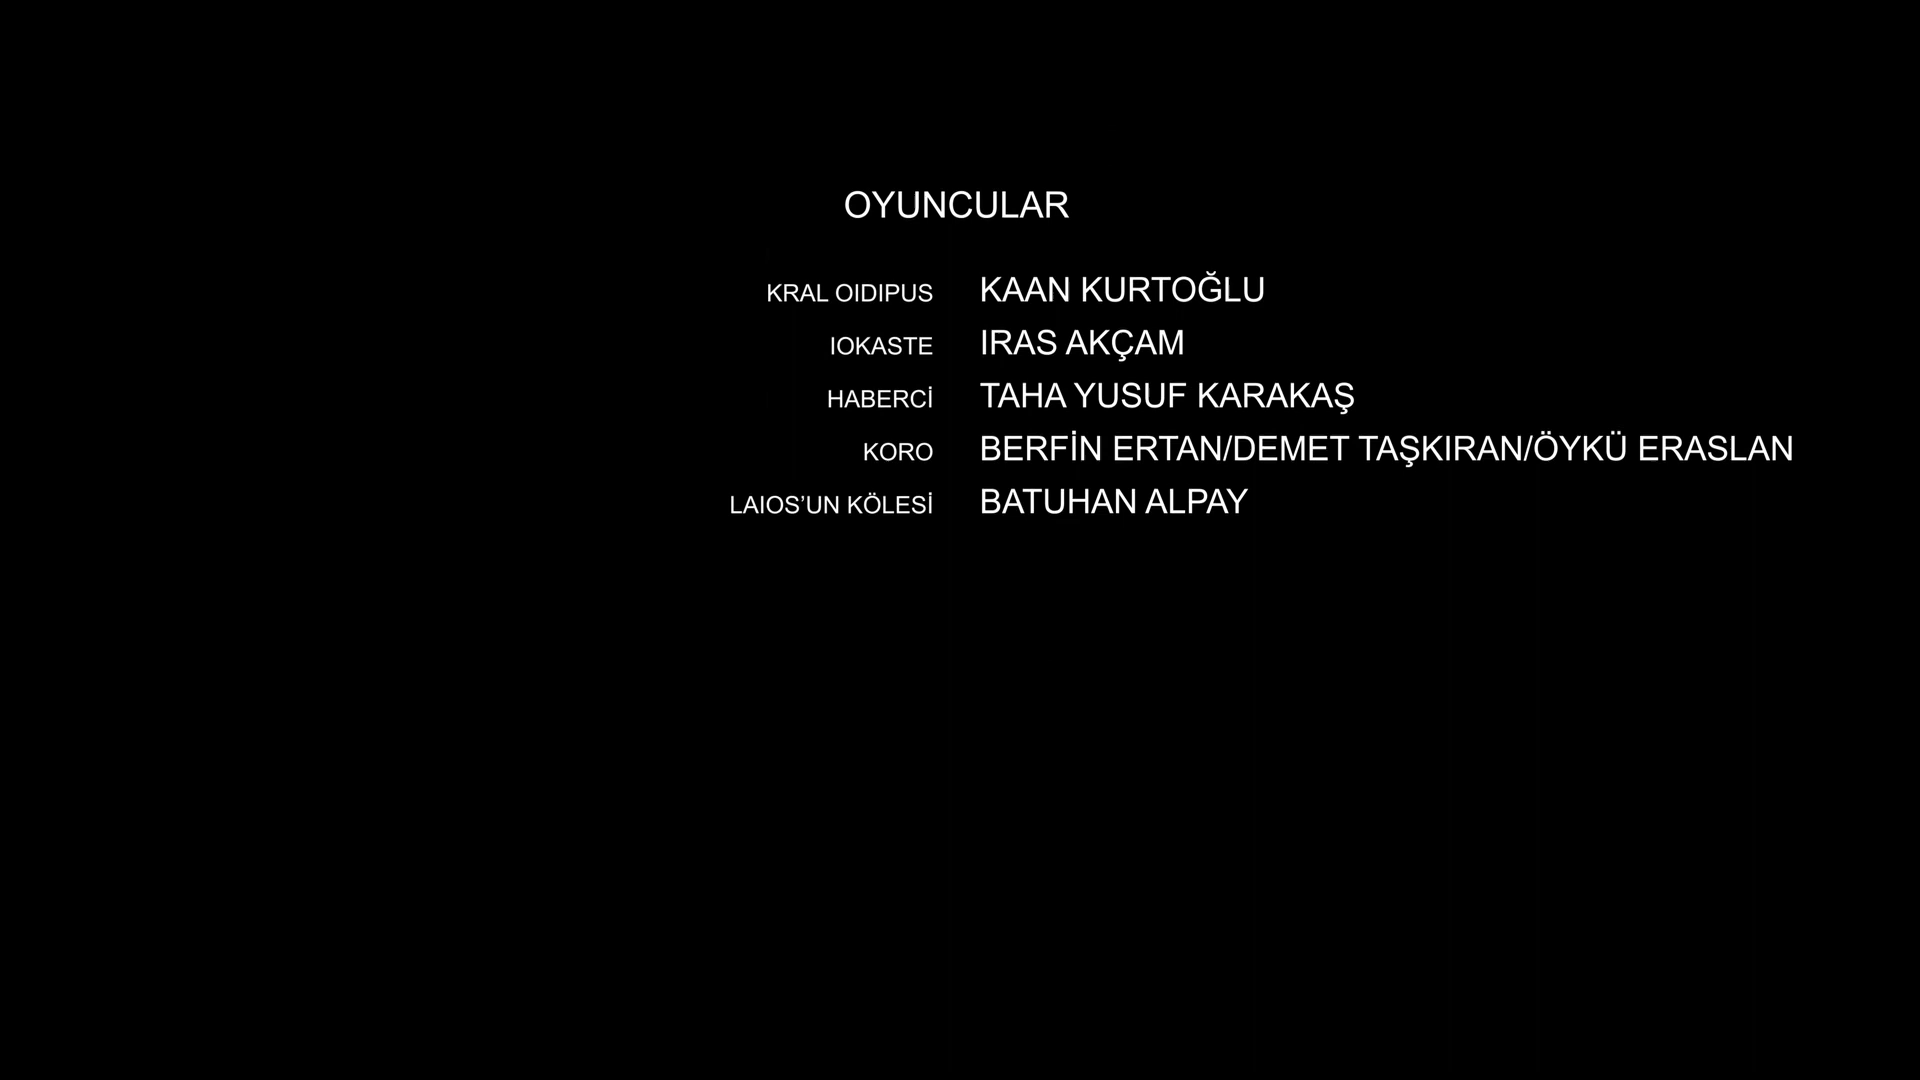 OYUNCULAR
KRAL OIDIPUS KAAN KURTOĞLU
IOKASTE IRAS AKÇAM
HABERCİ TAHA YUSUF KARAKAŞ
KORO BERFİN ERTAN/DEMET TAŞKIRAN/ÖYKÜ ERASLAN
LAIOS’UN KÖLESİ BATUHAN ALPAY